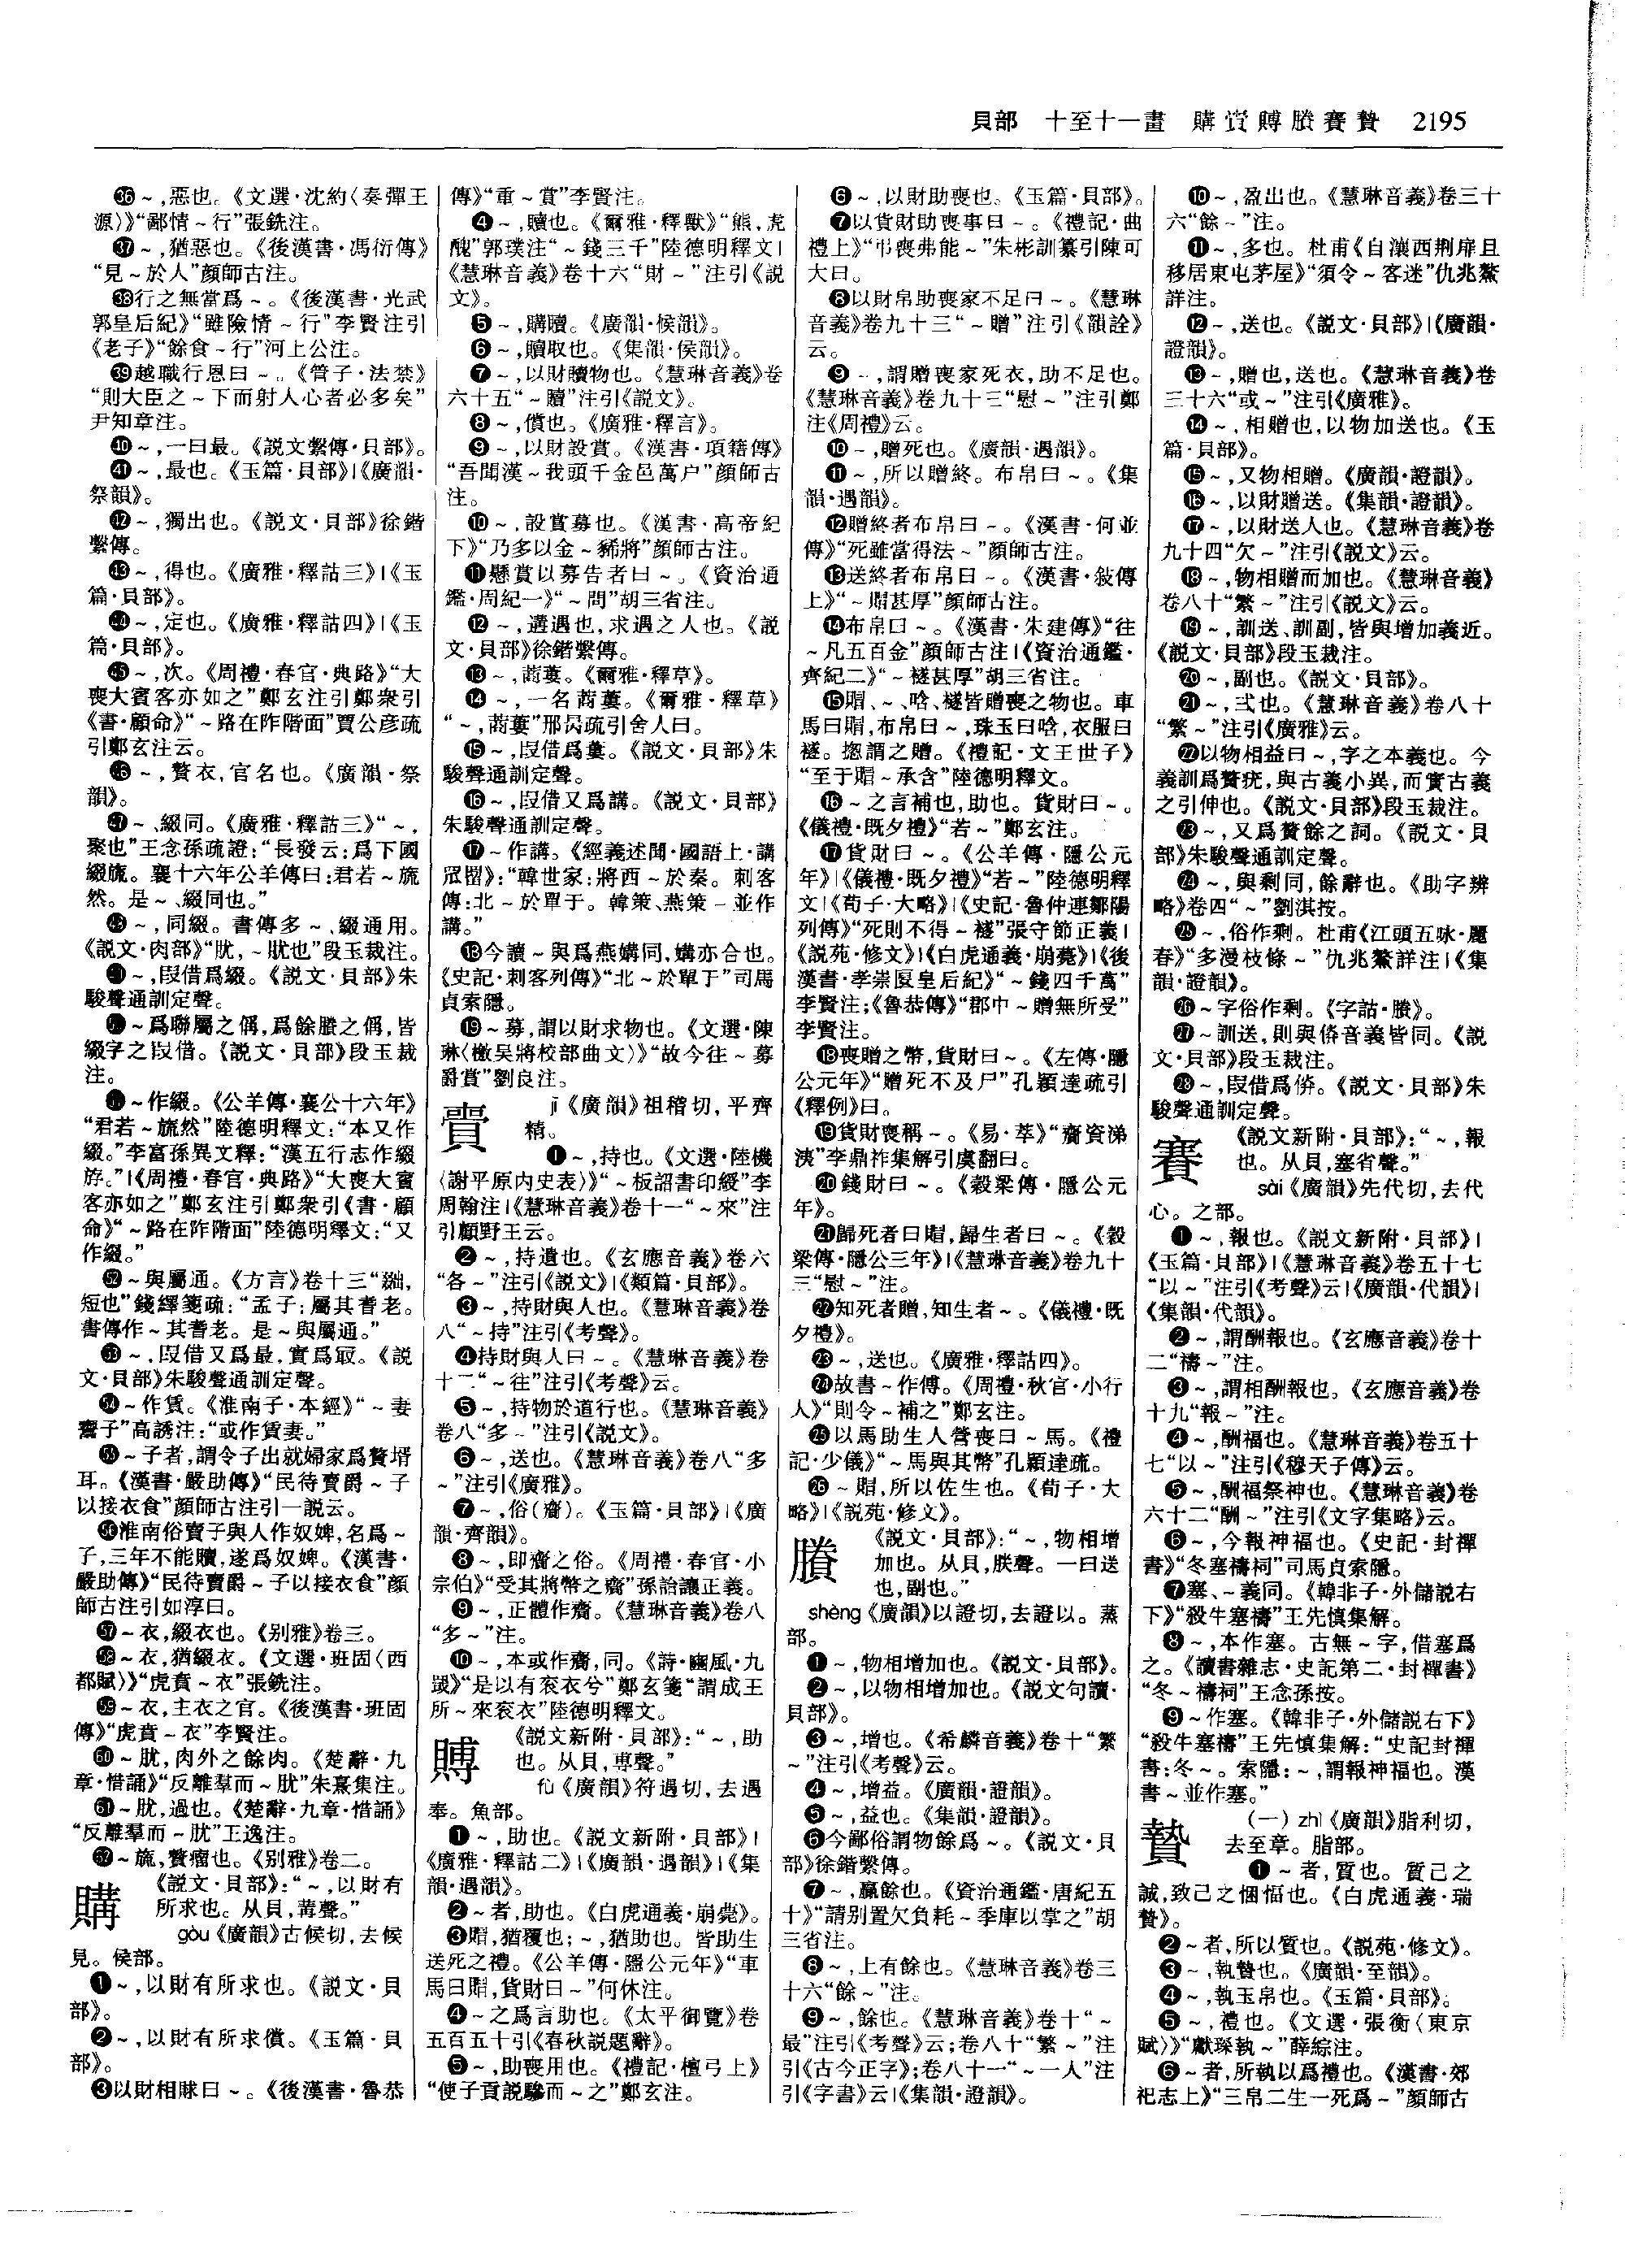 貝部　十至十一畫　購賷賻賸賽贄　2195
㊱～,惡也。《文選·沈約〈奏彈王
源〉》“鄙情～行”張銑注。
㊲～,猶惡也。《後漢書·馮衍傳》
“見～於人”顔師古注。
㊳行之無當爲～。《後漢書·光武
郭皇后紀》“雖險情～行”李賢注引
《老子》“餘食～行”河上公注。
㊴越職行恩曰～。《管子·法禁》
“則大臣之～下而射人心者必多矣”
尹知章注。
㊵～,一曰最。《説文繫傳·貝部》。
㊶～,最也。《玉篇·貝部》|《廣韻·
祭韻》。
㊷～,獨出也。《説文·貝部》徐鍇
繫傳。
㊸～,得也。《廣雅·釋詁三》|《玉
篇·貝部》。
㊹～,定也。《廣雅·釋詁四》|《玉
篇·貝部》。
㊺～,次。《周禮·春官·典路》“大
喪大賓客亦如之”鄭玄注引鄭衆引
《書·顧命》“～路在阼階面”賈公彦疏
引鄭玄注云。
㊻～,贅衣,官名也。《廣韻·祭
韻》。
㊼～、綴同。《廣雅·釋詁三》“～,
聚也”王念孫疏證:“長發云:爲下國
綴旒。襄十六年公羊傳曰:君若～旒
然。是～、綴同也。”
㊽～,同綴。書傳多～、綴通用。
《説文·肉部》“肬,～肬也”段玉裁注。
㊾～,叚借爲綴。《説文·貝部》朱
駿聲通訓定聲。
㊿～爲聯屬之偁,爲餘賸之偁,皆
綴字之叚借。《説文·貝部》段玉裁
注。
51～作綴。《公羊傳·襄公十六年》
“君若～旒然”陸德明釋文:“本又作
綴。”李富孫異文釋:“漢五行志作綴
斿。”|《周禮·春官·典路》“大喪大賓
客亦如之”鄭玄注引鄭衆引《書·顧
命》“～路在阼階面”陸德明釋文:“又
作綴。”
52～與屬通。《方言》卷十三“黜,
短也”錢繹箋疏:“孟子:屬其耆老。
書傳作～其耆老。是～與屬通。”
53～,叚借又爲最,實爲冣。《説
文·貝部》朱駿聲通訓定聲。
54～作賃。《淮南子·本經》“～妻
鬻子”高誘注:“或作賃妻。”
55～子者,謂令子出就婦家爲贅壻
耳。《漢書·嚴助傳》“民待賣爵～子
以接衣食”顔師古注引一説云。
56淮南俗賣子與人作奴婢,名爲～
子,三年不能贖,遂爲奴婢。《漢書·
嚴助傳》“民待賣爵～子以接衣食”顔
師古注引如淳曰。
57～衣,綴衣也。《别雅》卷三。
58～衣,猶綴衣。《文選·班固〈西
都賦〉》“虎賁～衣”張銑注。
59～衣,主衣之官。《後漢書·班固
傳》“虎賁～衣”李賢注。
60～肬,肉外之餘肉。《楚辭·九
章·惜誦》“反離羣而～肬”朱熹集注。
61～肬,過也。《楚辭·九章·惜誦》
“反離羣而～肬”王逸注。
62～旒,贅瘤也。《别雅》卷二。
購
《説文·貝部》:“～,以財有
所求也。从貝,冓聲。”
gòu《廣韻》古候切,去候
見。侯部。
❶～,以財有所求也。《説文·貝
部》。
❷～,以財有所求償。《玉篇·貝
部》。
❸以財相賕曰～。《後漢書·魯恭
傳》“重～賞”李賢注。
❹～,贖也。《爾雅·釋獸》“熊,虎
醜”郭璞注“～錢三千”陸德明釋文|
《慧琳音義》卷十六“財～”注引《説
文》。
❺～,購贖。《廣韻·候韻》。
❻～,贖取也。《集韻·侯韻》。
❼～,以財贖物也。《慧琳音義》卷
六十五“～贖”注引《説文》。
❽～,償也。《廣雅·釋言》。
❾～,以財設賞。《漢書·項籍傳》
“吾聞漢～我頭千金邑萬户”顔師古
注。
❿～,設賞募也。《漢書·高帝紀
下》“乃多以金～豨將”顔師古注。
⓫懸賞以募告者曰～。《資治通
鑑·周紀一》“～問”胡三省注。
⓬～,遘遇也,求遇之人也。《説
文·貝部》徐鍇繫傳。
⓭～,蔏蔞。《爾雅·釋草》。
⓮～,一名蔏蔞。《爾雅·釋草》
“～,蔏蔞”邢昺疏引舍人曰。
⓯～,叚借爲蔞。《説文·貝部》朱
駿聲通訓定聲。
⓰～,叚借又爲講。《説文·貝部》
朱駿聲通訓定聲。
⓱～作講。《經義述聞·國語上·講
罛罶》:“韓世家:將西～於秦。刺客
傳:北～於單于。韓策、燕策～並作
講。”
⓲今讀～與爲燕媾同,媾亦合也。
《史記·刺客列傳》“北～於單于”司馬
貞索隱。
⓳～募,謂以財求物也。《文選·陳
琳〈檄吴將校部曲文〉》“故今往～募
爵賞”劉良注。
賷
jī《廣韻》祖稽切,平齊
精。
❶～,持也。《文選·陸機
〈謝平原内史表〉》“～板詔書印綬”李
周翰注|《慧琳音義》卷十一“～來”注
引顧野王云。
❷～,持遺也。《玄應音義》卷六
“各～”注引《説文》|《類篇·貝部》。
❸～,持財與人也。《慧琳音義》卷
八“～持”注引《考聲》。
❹持財與人曰～。《慧琳音義》卷
十二“～往”注引《考聲》云。
❺～,持物於道行也。《慧琳音義》
卷八“多～”注引《説文》。
❻～,送也。《慧琳音義》卷八“多
～”注引《廣雅》。
❼～,俗(齎)。《玉篇·貝部》|《廣
韻·齊韻》。
❽～,即齎之俗。《周禮·春官·小
宗伯》“受其將幣之齎”孫詒讓正義。
❾～,正體作齎。《慧琳音義》卷八
“多～”注。
❿～,本或作齎,同。《詩·豳風·九
罭》“是以有衮衣兮”鄭玄箋“謂成王
所～來衮衣”陸德明釋文。
賻
《説文新附·貝部》:“～,助
也。从貝,尃聲。”
fù《廣韻》符遇切,去遇
奉。魚部。
❶～,助也。《説文新附·貝部》|
《廣雅·釋詁二》|《廣韻·遇韻》|《集
韻·遇韻》。
❷～者,助也。《白虎通義·崩薨》。
❸賵,猶覆也;～,猶助也。皆助生
送死之禮。《公羊傳·隱公元年》“車
馬曰賵,貨財曰～”何休注。
❹～之爲言助也。《太平御覽》卷
五百五十引《春秋説題辭》。
❺～,助喪用也。《禮記·檀弓上》
“使子貢説驂而～之”鄭玄注。
❻～,以財助喪也。《玉篇·貝部》。
❼以貨財助喪事曰～。《禮記·曲
禮上》“弔喪弗能～”朱彬訓纂引陳可
大曰。
❽以財帛助喪家不足曰～。《慧琳
音義》卷九十三“～贈”注引《韻詮》
云。
❾～,謂贈喪家死衣,助不足也。
《慧琳音義》卷九十三“慰～”注引鄭
注《周禮》云。
❿～,贈死也。《廣韻·遇韻》。
⓫～,所以贈終。布帛曰～。《集
韻·遇韻》。
⓬贈終者布帛曰～。《漢書·何並
傳》“死雖當得法～”顔師古注。
⓭送終者布帛曰～。《漢書·敍傳
上》“～賵甚厚”顔師古注。
⓮布帛曰～。《漢書·朱建傳》“往
～凡五百金”顔師古注|《資治通鑑·
齊紀二》“～襚甚厚”胡三省注。
⓯賵、～、唅、襚皆贈喪之物也。車
馬曰賵,布帛曰～,珠玉曰唅,衣服曰
襚。揔謂之贈。《禮記·文王世子》
“至于賵～承含”陸德明釋文。
⓰～之言補也,助也。貨財曰～。
《儀禮·既夕禮》“若～”鄭玄注。
⓱貨財曰～。《公羊傳·隱公元
年》|《儀禮·既夕禮》“若～”陸德明釋
文|《荀子·大略》|《史記·魯仲連鄒陽
列傳》“死則不得～襚”張守節正義|
《説苑·修文》|《白虎通義·崩薨》|《後
漢書·孝崇匽皇后紀》“～錢四千萬”
李賢注;《魯恭傳》“郡中～贈無所受”
李賢注。
⓲喪贈之幣,貨財曰～。《左傳·隱
公元年》“贈死不及尸”孔穎達疏引
《釋例》曰。
⓳貨財喪稱～。《易·萃》“齎資涕
洟”李鼎祚集解引虞翻曰。
⓴錢財曰～。《穀梁傳·隱公元
年》。
㉑歸死者曰賵,歸生者曰～。《穀
梁傳·隱公三年》|《慧琳音義》卷九十
三“慰～”注。
㉒知死者贈,知生者～。《儀禮·既
夕禮》。
㉓～,送也。《廣雅·釋詁四》。
㉔故書～作傅。《周禮·秋官·小行
人》“則令～補之”鄭玄注。
㉕以馬助生人營喪曰～馬。《禮
記·少儀》“～馬與其幣”孔穎達疏。
㉖～賵,所以佐生也。《荀子·大
略》|《説苑·修文》。
賸
《説文·貝部》:“～,物相增
加也。从貝,朕聲。一曰送
也,副也。”
shèng《廣韻》以證切,去證以。蒸
部。
❶～,物相增加也。《説文·貝部》。
❷～,以物相增加也。《説文句讀·
貝部》。
❸～,增也。《希麟音義》卷十“繁
～”注引《考聲》云。
❹～,增益。《廣韻·證韻》。
❺～,益也。《集韻·證韻》。
❻今鄙俗謂物餘爲～。《説文·貝
部》徐鍇繫傳。
❼～,贏餘也。《資治通鑑·唐紀五
十》“請别置欠負耗～季庫以掌之”胡
三省注。
❽～,上有餘也。《慧琳音義》卷三
十六“餘～”注。
❾～,餘也。《慧琳音義》卷十“～
最”注引《考聲》云;卷八十“繁～”注
引《古今正字》;卷八十一“～一人”注
引《字書》云|《集韻·證韻》。
❿～,盈出也。《慧琳音義》卷三十
六“餘～”注。
⓫～,多也。杜甫《自瀼西荆扉且
移居東屯茅屋》“須令～客迷”仇兆鰲
詳注。
⓬～,送也。《説文·貝部》|《廣韻·
證韻》。
⓭～,贈也,送也。《慧琳音義》卷
三十六“或～”注引《廣雅》。
⓮～,相贈也,以物加送也。《玉
篇·貝部》。
⓯～,又物相贈。《廣韻·證韻》。
⓰～,以財贈送。《集韻·證韻》。
⓱～,以財送人也。《慧琳音義》卷
九十四“欠～”注引《説文》云。
⓲～,物相贈而加也。《慧琳音義》
卷八十“繁～”注引《説文》云。
⓳～,訓送、訓副,皆與增加義近。
《説文·貝部》段玉裁注。
⓴～,副也。《説文·貝部》。
㉑～,弍也。《慧琳音義》卷八十
“繁～”注引《廣雅》云。
㉒以物相益曰～,字之本義也。今
義訓爲贅疣,與古義小異,而實古義
之引伸也。《説文·貝部》段玉裁注。
㉓～,又爲贅餘之詞。《説文·貝
部》朱駿聲通訓定聲。
㉔～,與剩同,餘辭也。《助字辨
略》卷四“～”劉淇按。
㉕～,俗作剩。杜甫《江頭五咏·麗
春》“多漫枝條～”仇兆鰲詳注|《集
韻·證韻》。
㉖～字俗作剩。《字詁·賸》。
㉗～訓送,則與偹音義皆同。《説
文·貝部》段玉裁注。
㉘～,叚借爲倴。《説文·貝部》朱
駿聲通訓定聲。
賽
《説文新附·貝部》:“～,報
也。从貝,塞省聲。”
sài《廣韻》先代切,去代
心。之部。
❶～,報也。《説文新附·貝部》|
《玉篇·貝部》|《慧琳音義》卷五十七
“以～”注引《考聲》云|《廣韻·代韻》|
《集韻·代韻》。
❷～,謂酬報也。《玄應音義》卷十
二“禱～”注。
❸～,謂相酬報也。《玄應音義》卷
十九“報～”注。
❹～,酬福也。《慧琳音義》卷五十
七“以～”注引《穆天子傳》云。
❺～,酬福祭神也。《慧琳音義》卷
六十二“酬～”注引《文字集略》云。
❻～,今報神福也。《史記·封禪
書》“冬塞禱祠”司馬貞索隱。
❼塞、～義同。《韓非子·外儲説右
下》“殺牛塞禱”王先慎集解。
❽～,本作塞。古無～字,借塞爲
之。《讀書雜志·史記第二·封禪書》
“冬～禱祠”王念孫按。
❾～作塞。《韓非子·外儲説右下》
“殺牛塞禱”王先慎集解:“史記封禪
書:冬～。索隱:～,謂報神福也。漢
書～並作塞。”
贄
(一) zhì《廣韻》脂利切,
去至章。脂部。
❶～者,質也。質己之
誠,致己之悃愊也。《白虎通義·瑞
贄》。
❷～者,所以質也。《説苑·修文》。
❸～,執贄也。《廣韻·至韻》。
❹～,執玉帛也。《玉篇·貝部》。
❺～,禮也。《文選·張衡〈東京
賦〉》“獻琛執～”薛綜注。
❻～者,所執以爲禮也。《漢書·郊
祀志上》“三帛二生一死爲～”顔師古